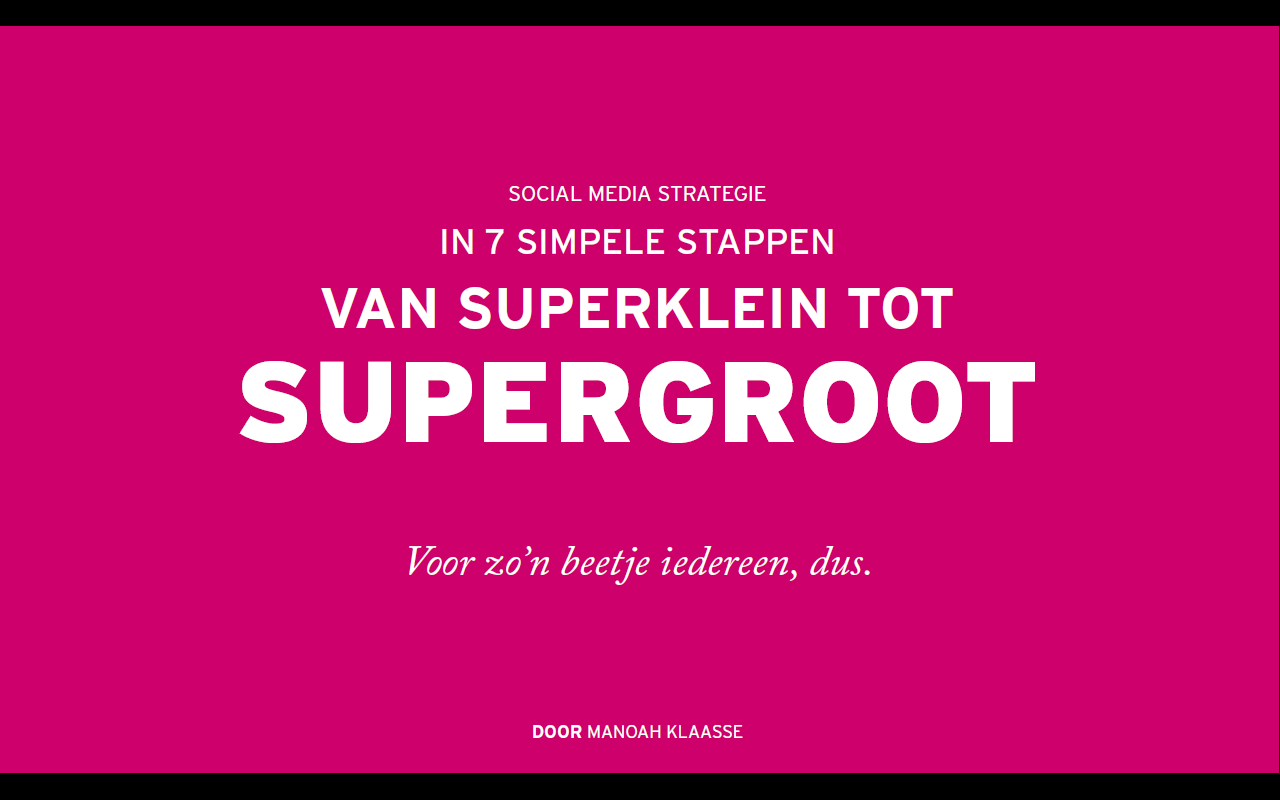 SOCIAL MEDIA STRATEGIE
IN 7 SIMPELE STAPPEN
VAN SUPERKLEIN TOT
SUPERGROOT
Voor zo’n beetje iedereen, dus.
DOOR MANOAH KLAASSE